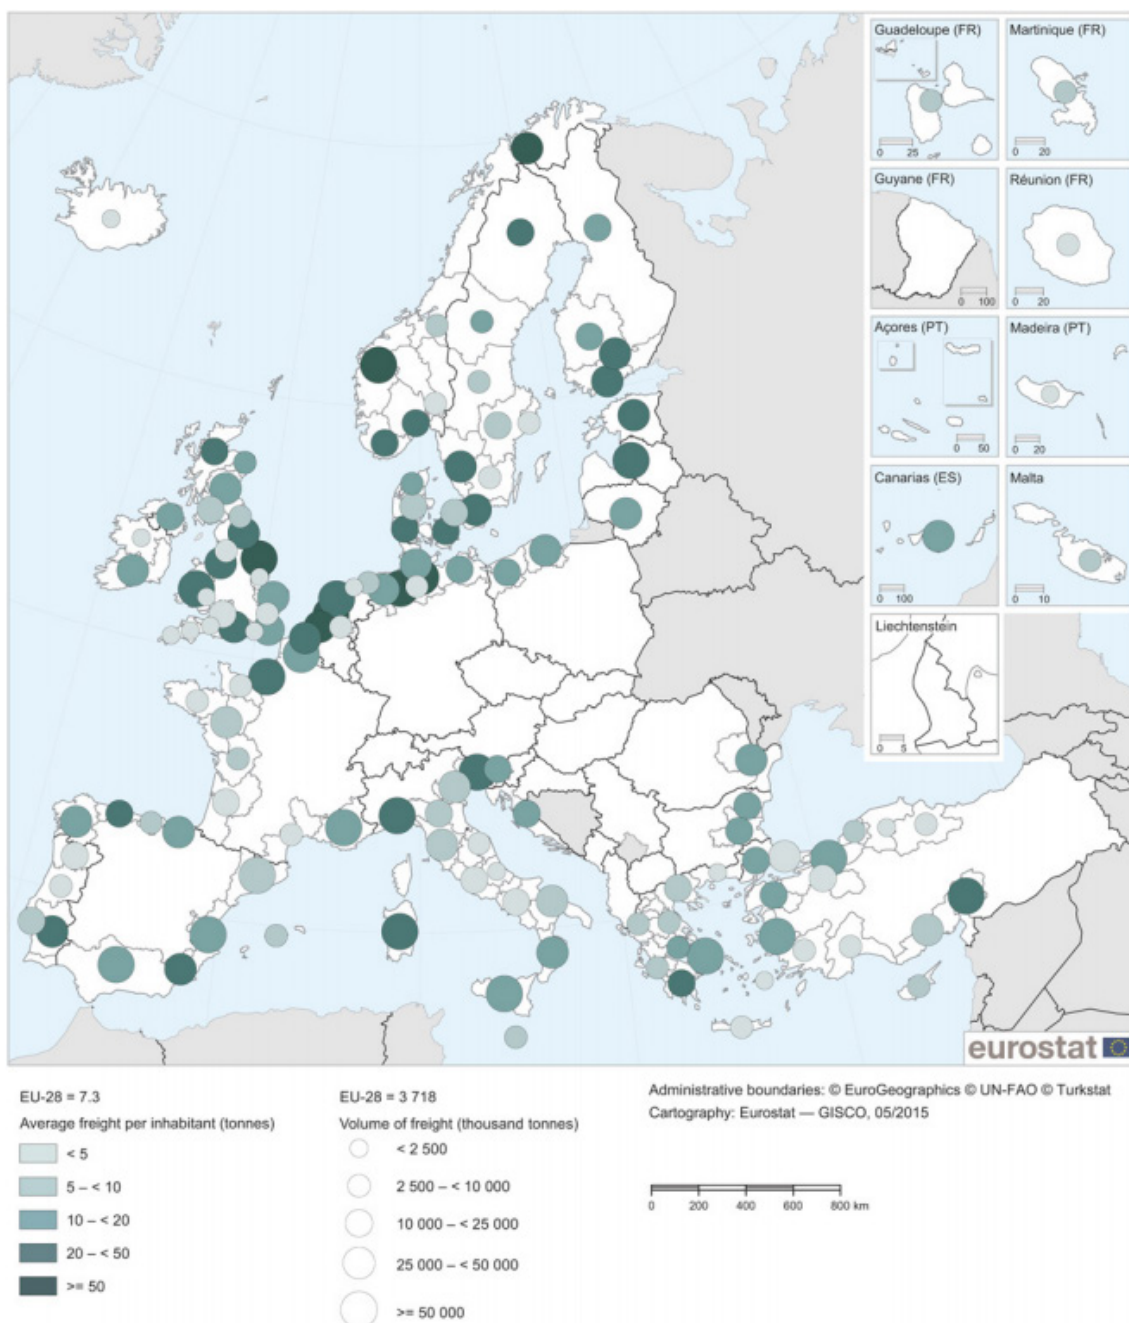 Guadeloupe (FR)
0 25
Martinique (FR)
0 20
Guyane (FR)
0 100
Réunion (FR)
0 20
Açores (PT)
0 50
Madeira (PT)
0 20
Canarias (ES)
0 100
Malta
0 10
Liechtenstein
0 5
eurostat
EU-28 = 7.3
Average freight per inhabitant (tonnes)
< 5
5 – < 10
10 – < 20
20 – < 50
>= 50
EU-28 = 3 718
Volume of freight (thousand tonnes)
< 2 500
2 500 – < 10 000
10 000 – < 25 000
25 000 – < 50 000
>= 50 000
Administrative boundaries: © EuroGeographics © UN-FAO © Turkstat
Cartography: Eurostat — GISCO, 05/2015
0 200 400 600 800 km